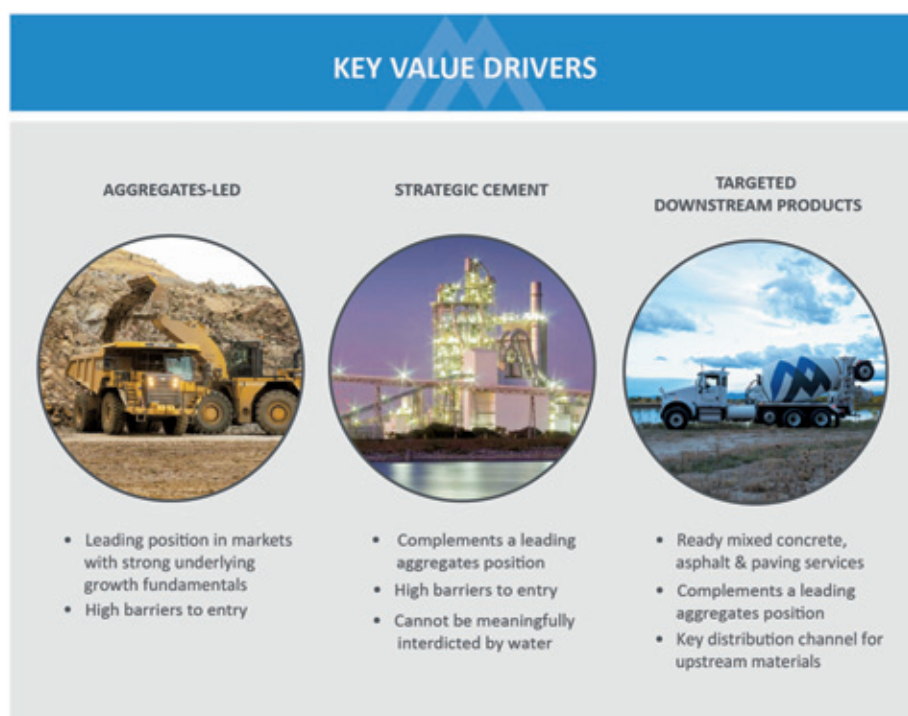 KEY VALUE DRIVERS
AGGREGATES-LED
STRATEGIC CEMENT
TARGETED
DOWNSTREAM PRODUCTS
• Leading position in markets
with strong underlying
growth fundamentals
• High barriers to entry
• Complements a leading
aggregates position
• High barriers to entry
• Cannot be meaningfully
interdicted by water
• Ready mixed concrete,
asphalt & paving services
• Complements a leading
aggregates position
• Key distribution channel for
upstream materials